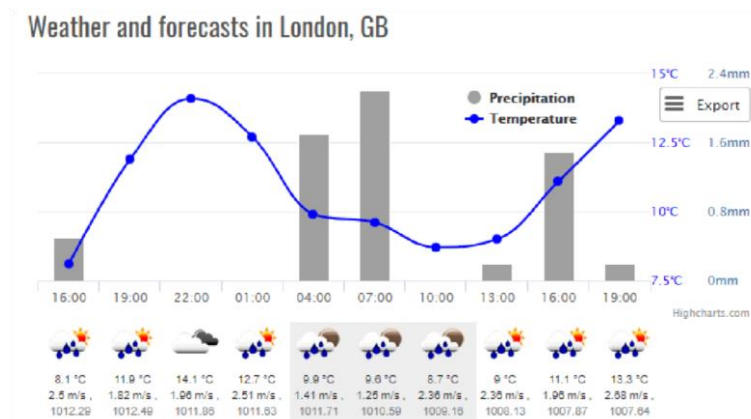 Weather and forecasts in London, GB
15°C 2.4mm
Precipitation
Temperature
Export
12.5°C 1.6mm
10°C 0.8mm
7.5°C 0mm
16:00 19:00 22:00 01:00 04:00 07:00 10:00 13:00 16:00 19:00
Highcharts.com
8.1 °C 11.9 °C 14.1 °C 12.7 °C 9.9 °C 9.6 °C 8.7 °C 9 °C 11.1 °C 13.3 °C
2.5 m/s , 1.82 m/s , 1.96 m/s , 2.51 m/s , 1.41 m/s , 1.25 m/s , 2.36 m/s , 2.35 m/s , 1.96 m/s , 2.68 m/s ,
1012.29 1012.49 1011.86 1011.63 1011.71 1010.59 1009.16 1008.13 1007.87 1007.64